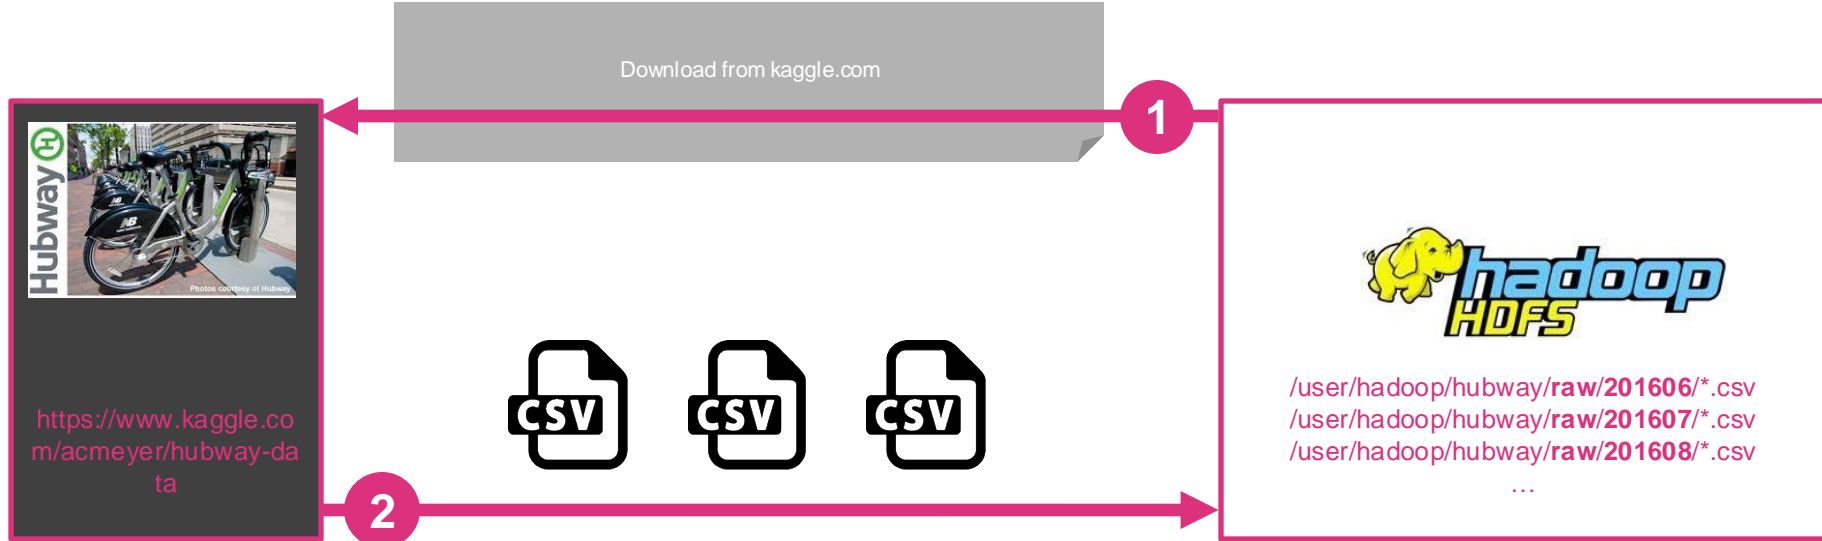 Download from kaggle.com
1
Hubway
H
NB
Photos courtesy of Hubway
https://www.kaggle.co
m/acmeyer/hubway-da
ta
CSV
CSV
CSV
2
hadoop
HDFS
/user/hadoop/hubway/raw/201606/*.csv
/user/hadoop/hubway/raw/201607/*.csv
/user/hadoop/hubway/raw/201608/*.csv
…